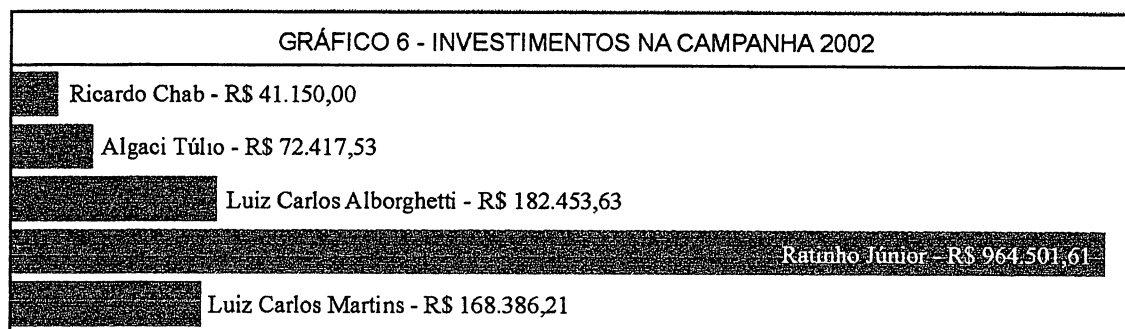 GRÁFICO 6 - INVESTIMENTOS NA CAMPANHA 2002
Ricardo Chab - R$ 41.150,00
Algaci Túlio - R$ 72.417,53
Luiz Carlos Alborghetti - R$ 182.453,63
Ratinho Júnior - R$ 964.501,61
Luiz Carlos Martins - R$ 168.386,21